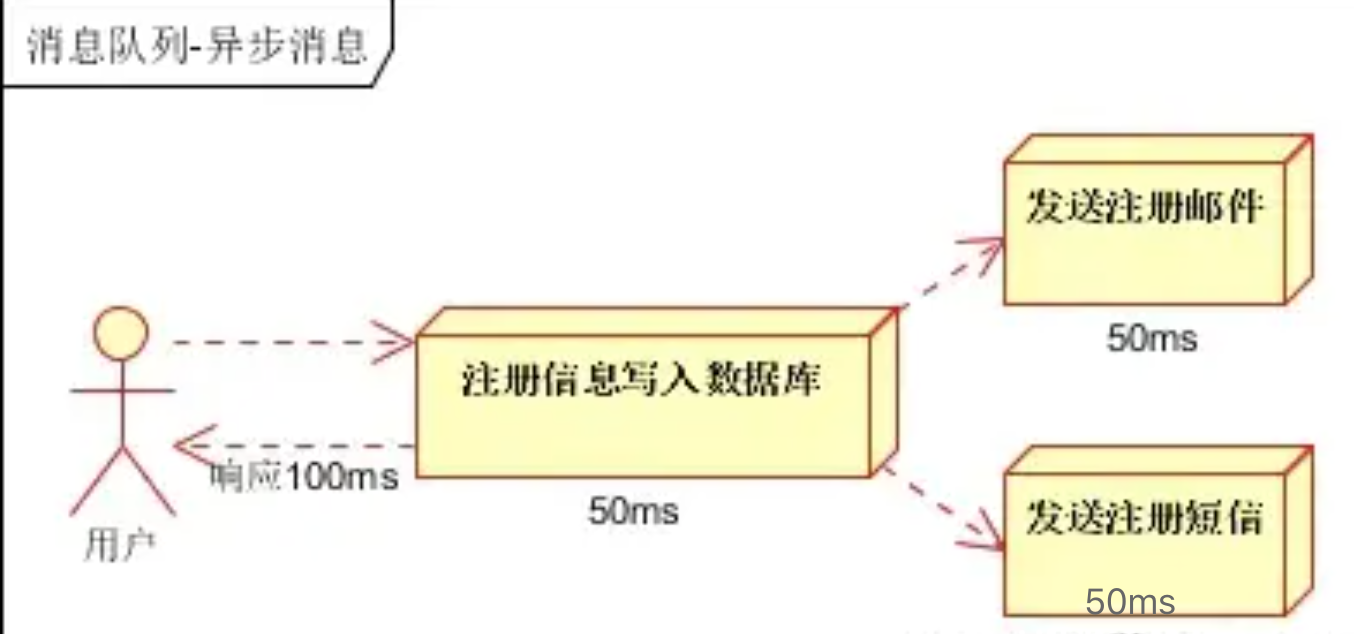 消息队列-异步消息
发送注册邮件
50ms
注册信息写入数据库
响应100ms
50ms
用户
发送注册短信
50ms